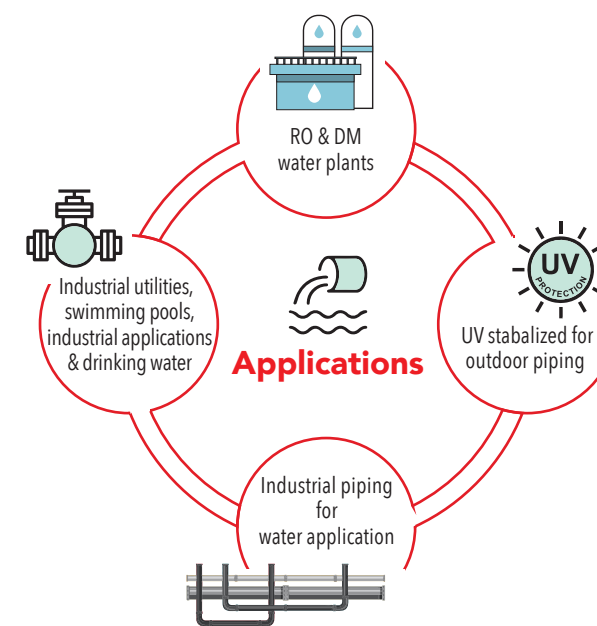 RO & DM
water plants
Industrial utilities,
swimming pools,
industrial applications
& drinking water
Applications
UV
PROTECTION
UV stabalized for
outdoor piping
Industrial piping
for
water application